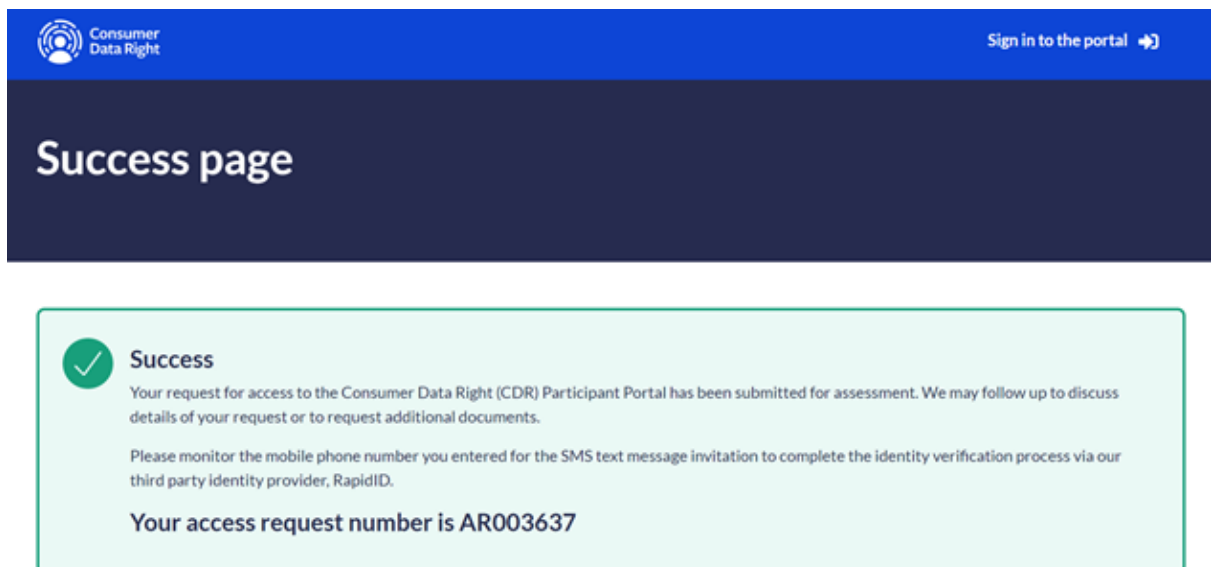 Consumer
Data Right
Sign in to the portal
Success page
Success
Your request for access to the Consumer Data Right (CDR) Participant Portal has been submitted for assessment. We may follow up to discuss
details of your request or to request additional documents.
Please monitor the mobile phone number you entered for the SMS text message invitation to complete the identity verification process via our
third party identity provider, RapidID.
Your access request number is AR003637